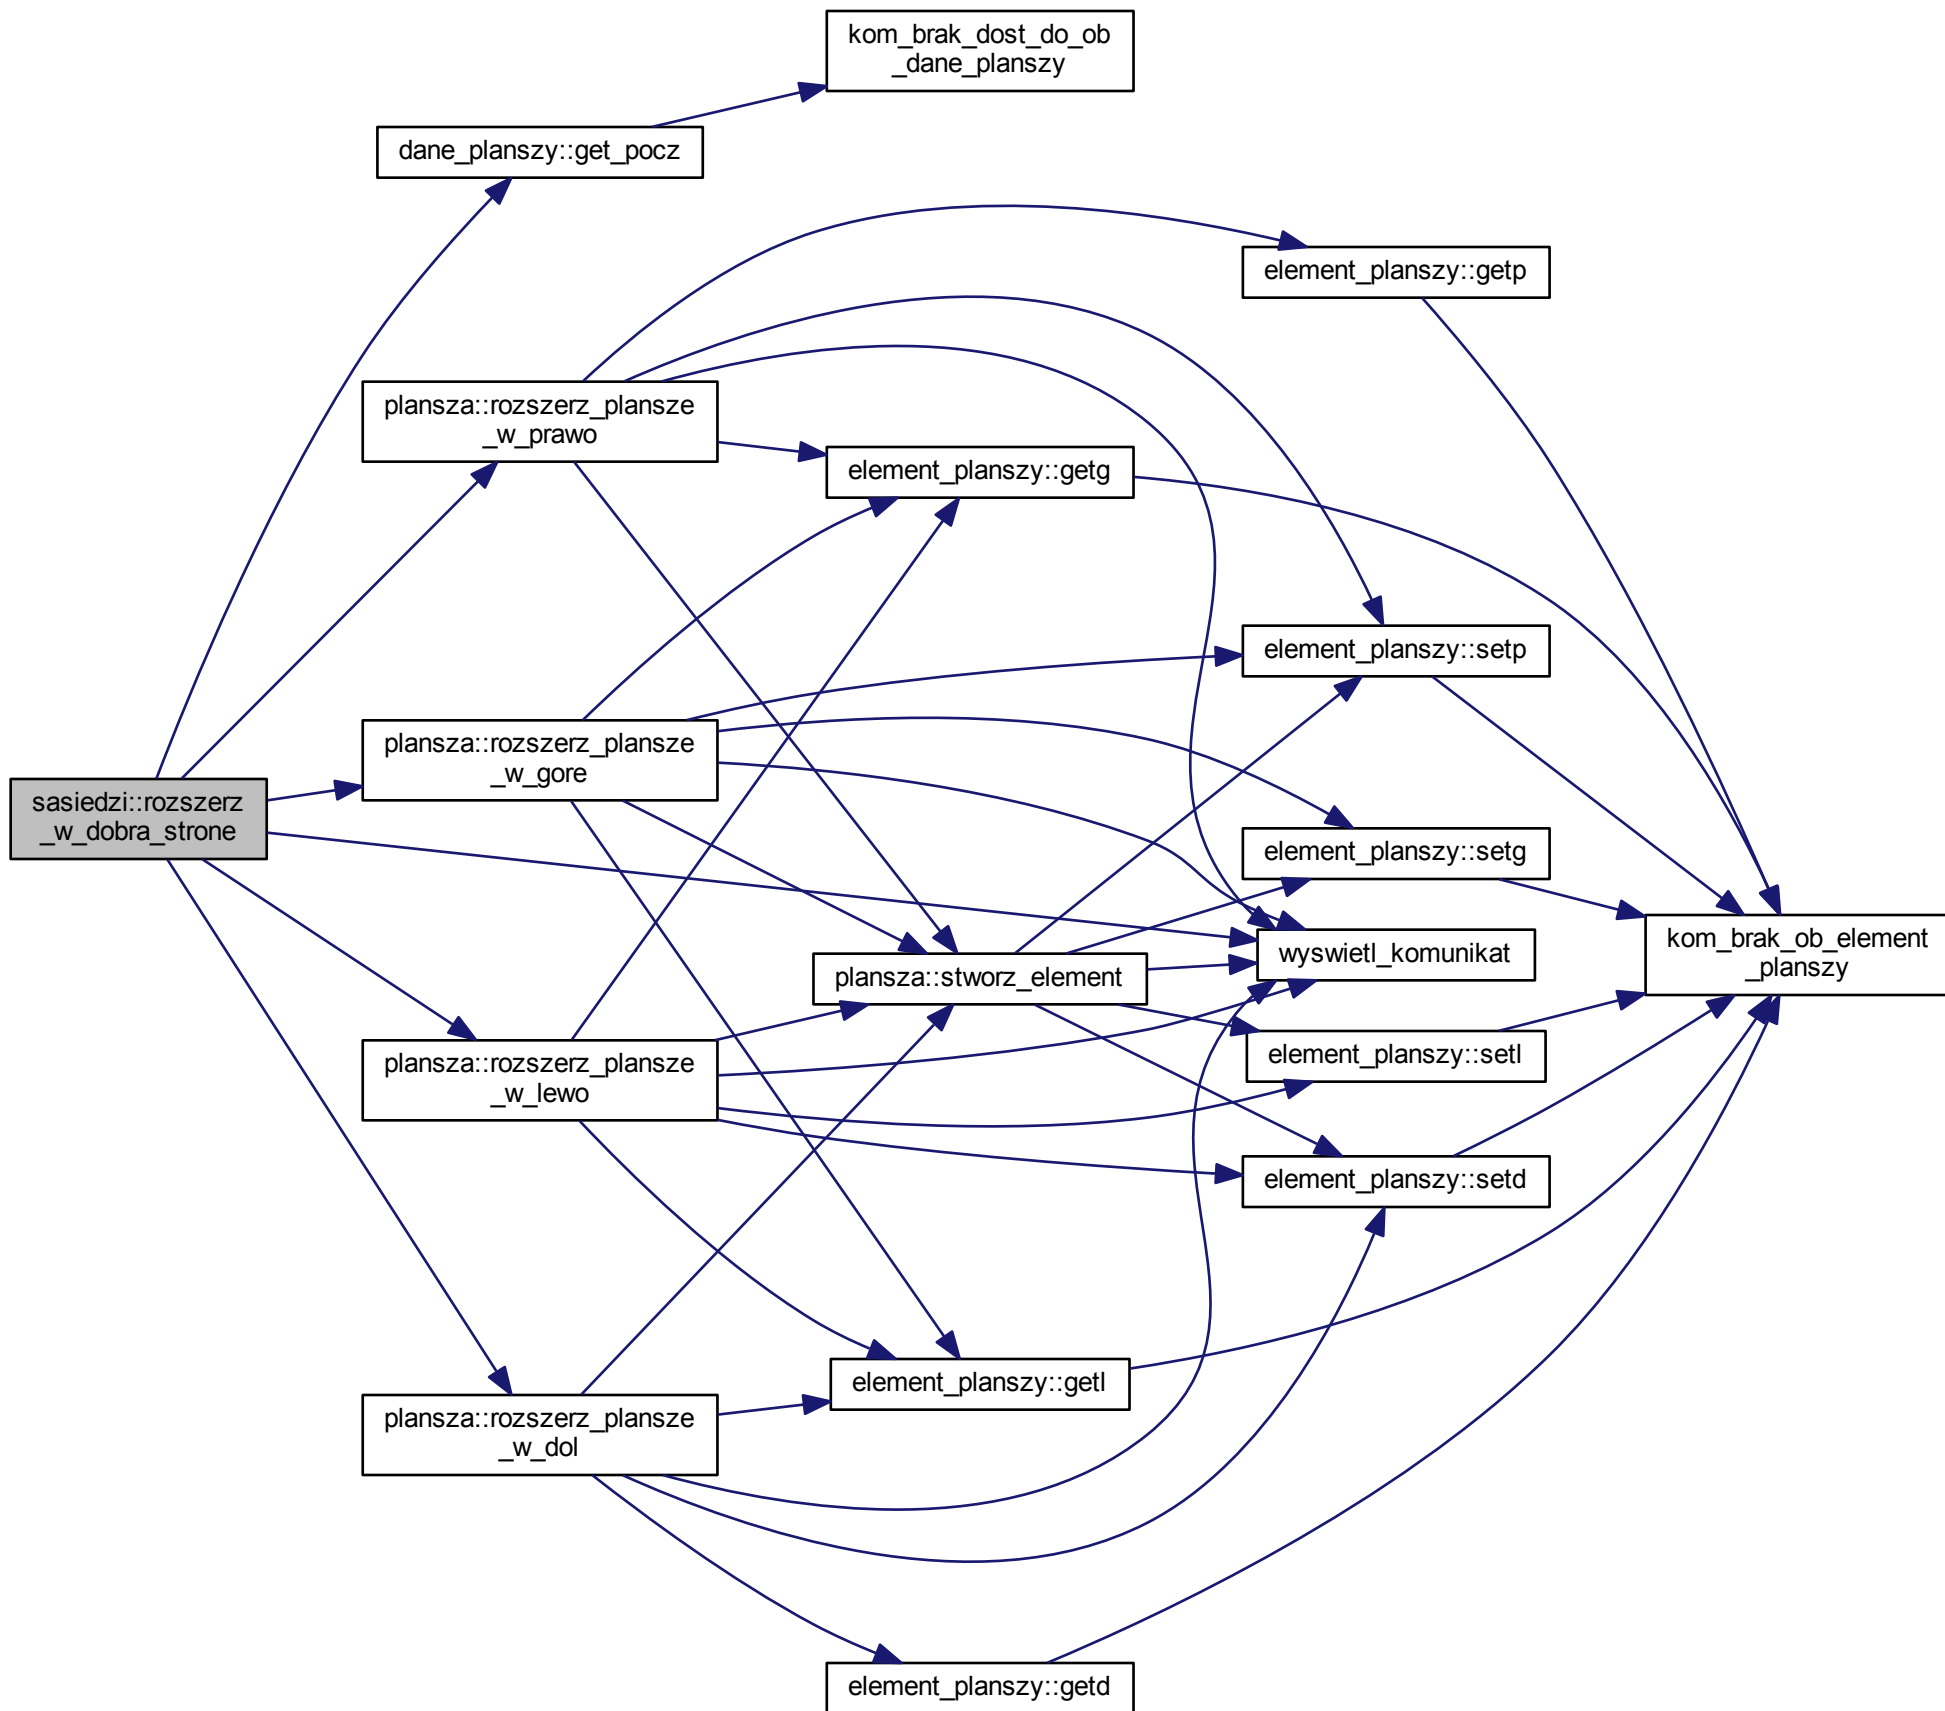 kom_brak_dost_do_ob
_dane_planszy
dane_planszy::get_pocz
element_planszy::getp
plansza::rozszerz_plansze
_w_prawo
element_planszy::getg
element_planszy::setp
plansza::rozszerz_plansze
_w_gore
sasiedzi::rozszerz
_w_dobra_strone
element_planszy::setg
kom_brak_ob_element
_planszy
wyswietl_komunikat
plansza::stworz_element
element_planszy::setl
plansza::rozszerz_plansze
_w_lewo
element_planszy::setd
element_planszy::getl
plansza::rozszerz_plansze
_w_dol
element_planszy::getd